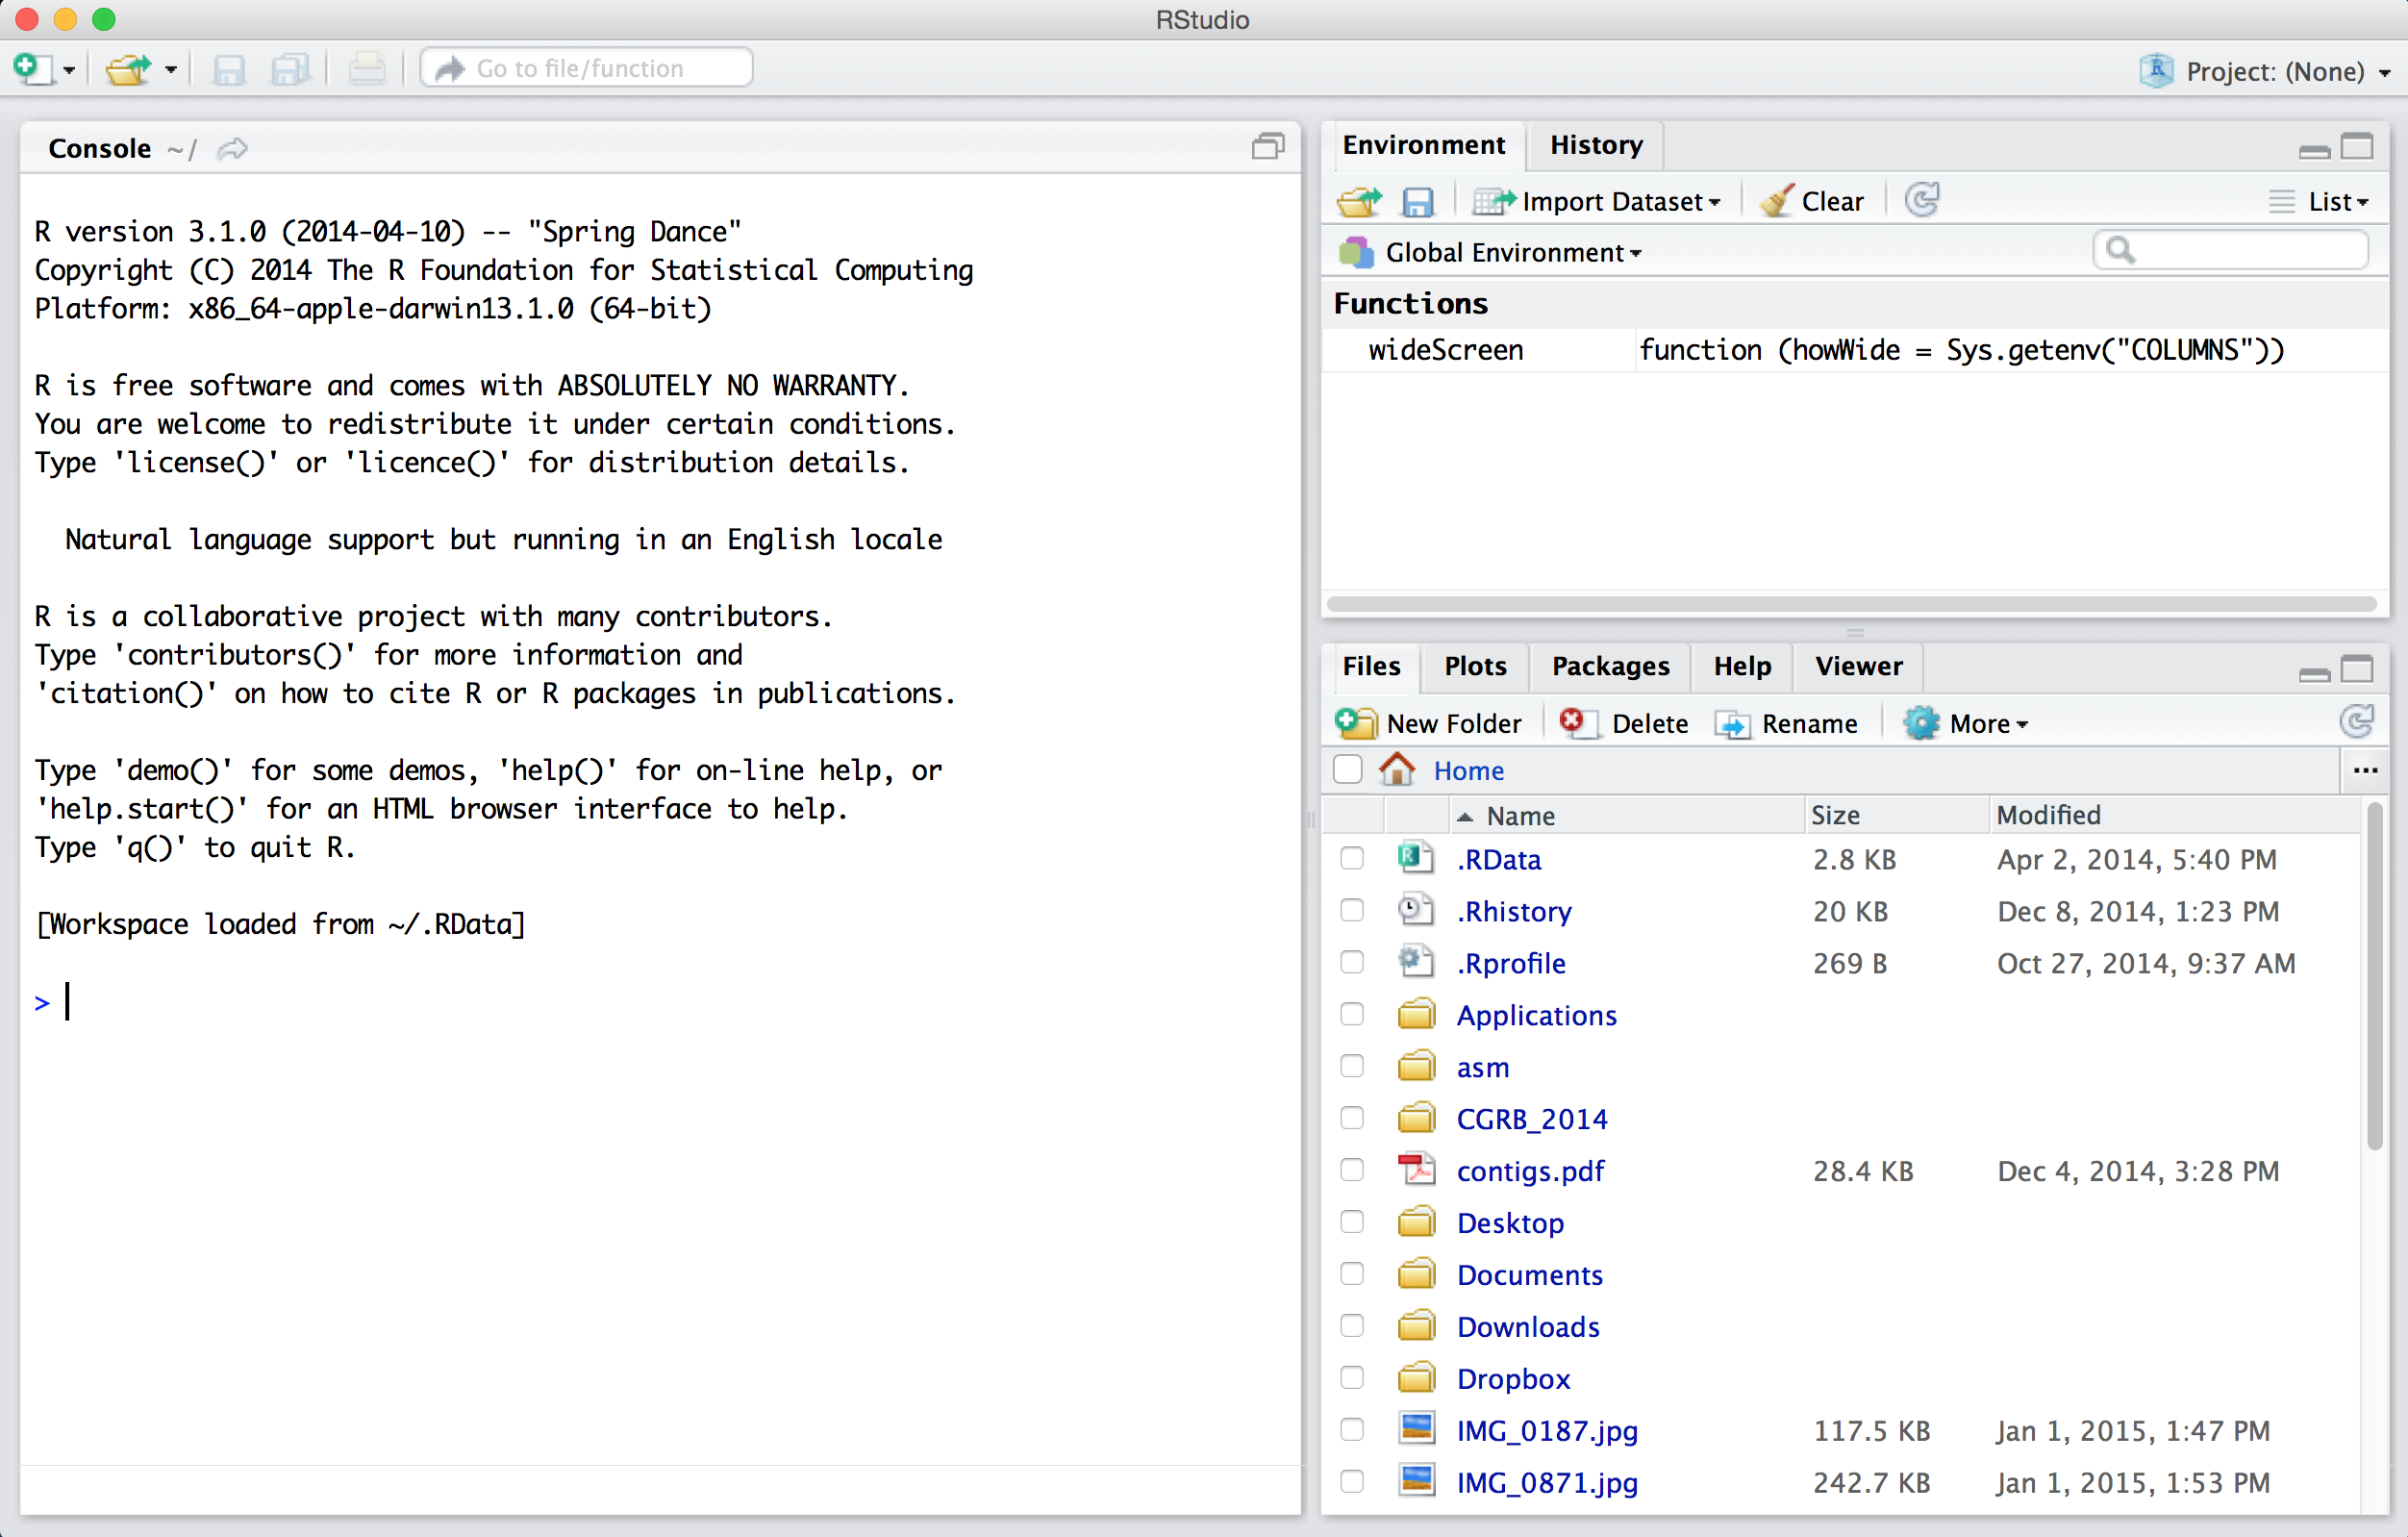 RStudio
Go to file/function
Project: (None)
Console ~/
R version 3.1.0 (2014-04-10) -- "Spring Dance"
Copyright (C) 2014 The R Foundation for Statistical Computing
Platform: x86_64-apple-darwin13.1.0 (64-bit)
R is free software and comes with ABSOLUTELY NO WARRANTY.
You are welcome to redistribute it under certain conditions.
Type 'license()' or 'licence()' for distribution details.
Natural language support but running in an English locale
R is a collaborative project with many contributors.
Type 'contributors()' for more information and
'citation()' on how to cite R or R packages in publications.
Type 'demo()' for some demos, 'help()' for on-line help, or
'help.start()' for an HTML browser interface to help.
Type 'q()' to quit R.
[Workspace loaded from ~/.RData]
>
Environment History
Import Dataset Clear List
Global Environment
Functions
wideScreen function (howWide = Sys.getenv("COLUMNS"))
Files Plots Packages Help Viewer
New Folder Delete Rename More
Home ...
Name Size Modified
.RData 2.8 KB Apr 2, 2014, 5:40 PM
.Rhistory 20 KB Dec 8, 2014, 1:23 PM
.Rprofile 269 B Oct 27, 2014, 9:37 AM
Applications
asm
CGRB_2014
contigs.pdf 28.4 KB Dec 4, 2014, 3:28 PM
Desktop
Documents
Downloads
Dropbox
IMG_0187.jpg 117.5 KB Jan 1, 2015, 1:47 PM
IMG_0871.jpg 242.7 KB Jan 1, 2015, 1:53 PM